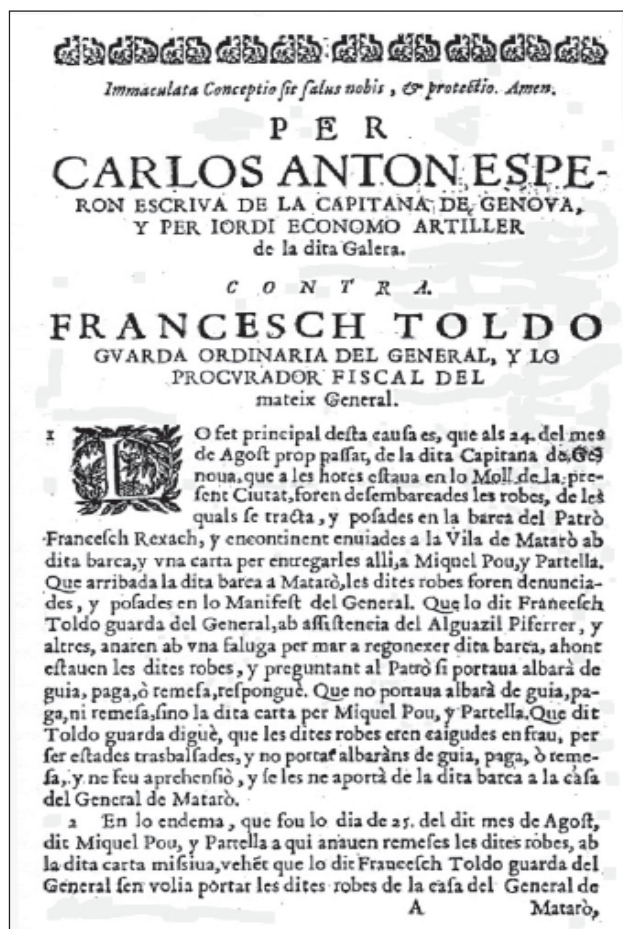 Immaculata Conceptio sit salus nobis, & protectio. Amen.
PER
CARLOS ANTON ESPE-
RON ESCRIVA DE LA CAPITANA DE GENOVA,
Y PER IORDI ECONOMO ARTILLER
de la dita Galera.
CONTRA.
FRANCESCH TOLDO
GVARDA ORDINARIA DEL GENERAL, Y LO
PROCVRADOR FISCAL DEL
mateix General.
1 LO fet principal desta causa es, que als 24. del mes
de Agost prop passat, de la dita Capitana de Ge-
noua, que a les hores estaua en lo Moll de la pre-
sent Ciutat, foren desembarcades les robes, de les
quals se tracta, y posades en la barca del Patrò
Francesch Rexach, y encontinent enuiades a la Vila de Matarò ab
dita barca, y vna carta per entregarles alli, a Miquel Pou, y Partella.
Que arribada la dita barca a Matarò, les dites robes foren denuncia-
des, y posades en lo Manifest del General. Que lo dit Francesch
Toldo guarda del General, ab assistencia del Alguazil Piferrer, y
altres, anaren ab vna faluga per mar a regonexer dita barca, ahont
estauen les dites robes, y preguntant al Patrò si portaua albarà de
guia, paga, ò remesa, respongué. Que no portaua albarà de guia, pa-
ga, ni remesa, sino la dita carta per Miquel Pou, y Partella. Que dit
Toldo guarda digué, que les dites robes eren caigudes en frau, per
ser estades trasbalsades, y no portar albaràns de guia, paga, ò reme-
sa, y ne feu aprehensiò, y se les ne aportà de la dita barca a la casa
del General de Mataró.
2 En lo endema, que fou lo dia de 25. del dit mes de Agost,
dit Miquel Pou, y Partella a qui anauen remeses les dites robes, ab
la dita carta missiua, vehét que lo dit Francesch Toldo guarda del
General sen volia portar les dites robes de la casa del General de
A Mataró,